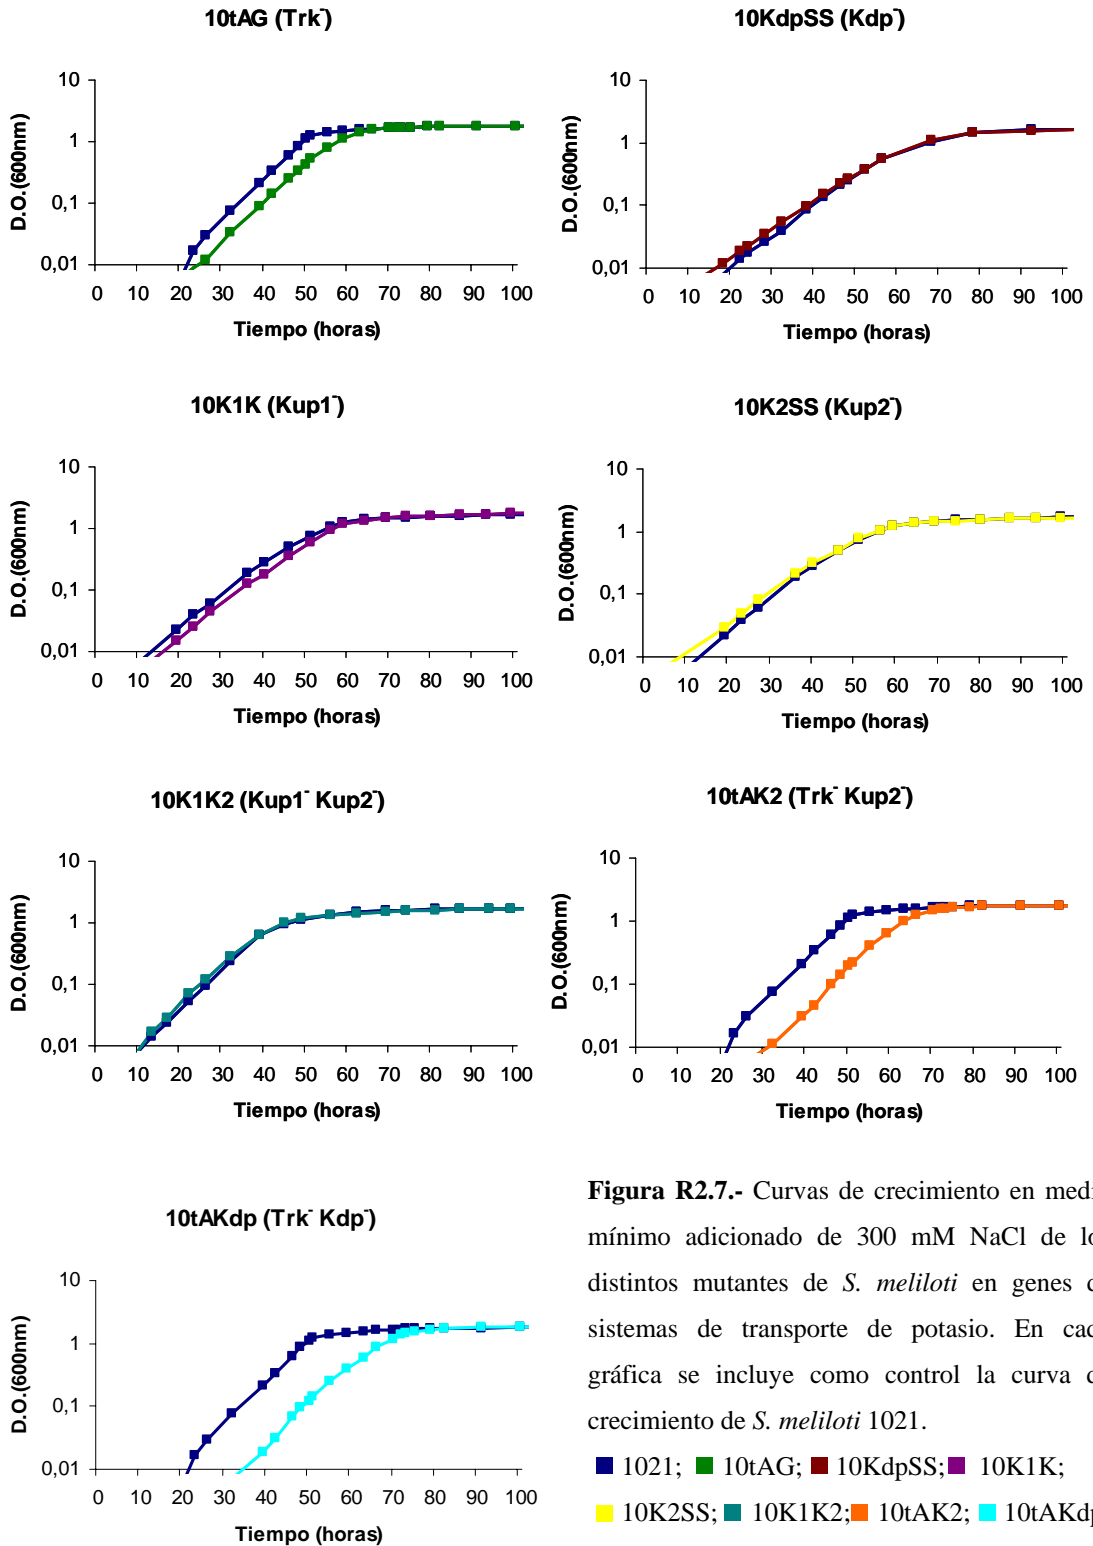 10tAG (Trk⁻)
10
1
0,1
0,01
D.O.(600nm)
0 10 20 30 40 50 60 70 80 90 100
Tiempo (horas)
10KdpSS (Kdp⁻)
10
1
0,1
0,01
D.O.(600nm)
0 10 20 30 40 50 60 70 80 90 100
Tiempo (horas)
10K1K (Kup1⁻)
10
1
0,1
0,01
D.O.(600nm)
0 10 20 30 40 50 60 70 80 90 100
Tiempo (horas)
10K2SS (Kup2⁻)
10
1
0,1
0,01
D.O.(600nm)
0 10 20 30 40 50 60 70 80 90 100
Tiempo (horas)
10K1K2 (Kup1⁻ Kup2⁻)
10
1
0,1
0,01
D.O.(600nm)
0 10 20 30 40 50 60 70 80 90 100
Tiempo (horas)
10tAK2 (Trk⁻ Kup2⁻)
10
1
0,1
0,01
D.O.(600nm)
0 10 20 30 40 50 60 70 80 90 100
Tiempo (horas)
10tAKdp (Trk⁻ Kdp⁻)
10
1
0,1
0,01
D.O.(600nm)
0 10 20 30 40 50 60 70 80 90 100
Tiempo (horas)
Figura R2.7.- Curvas de crecimiento en medi
mínimo adicionado de 300 mM NaCl de lo
distintos mutantes de S. meliloti en genes d
sistemas de transporte de potasio. En cad
gráfica se incluye como control la curva d
crecimiento de S. meliloti 1021.
1021; 10tAG; 10KdpSS; 10K1K;
10K2SS; 10K1K2; 10tAK2; 10tAKdp